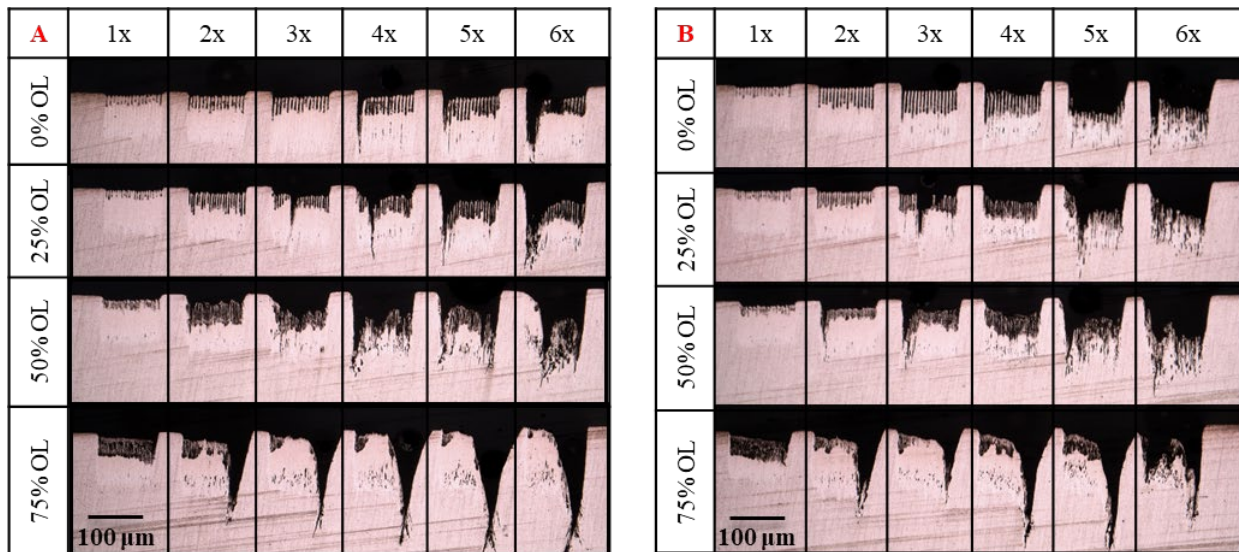 A 1x 2x 3x 4x 5x 6x
0% OL
25% OL
50% OL
75% OL
100 µm
B 1x 2x 3x 4x 5x 6x
0% OL
25% OL
50% OL
75% OL
100 µm